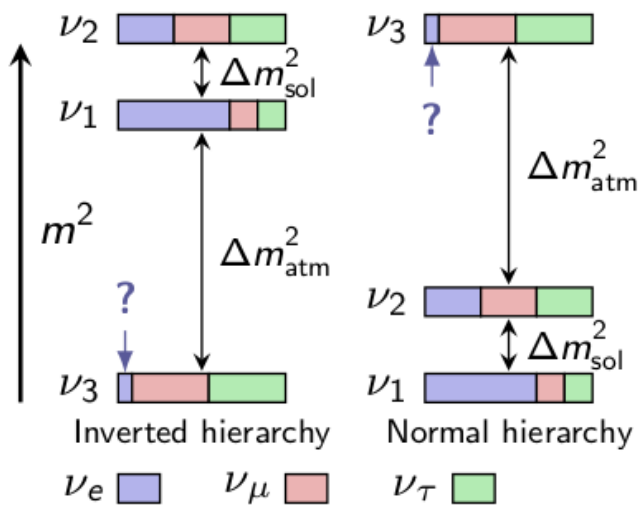 ν₂
Δm²sol
ν₁
m²
Δm²atm
?
ν₃
Inverted hierarchy
ν₃
?
Δm²atm
ν₂
Δm²sol
ν₁
Normal hierarchy
νₑ νμ ντ